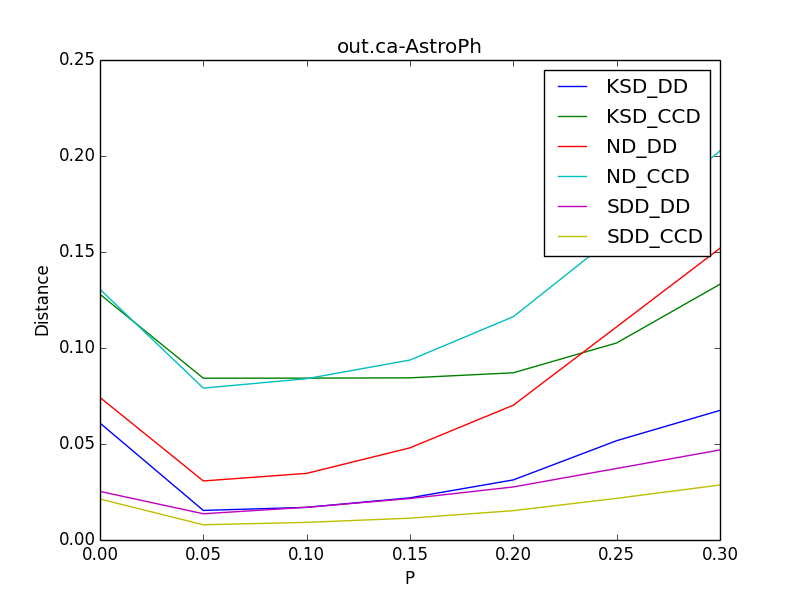 out.ca-AstroPh
0.25
0.20
0.15
0.10
0.05
0.00
Distance
KSD_DD
KSD_CCD
ND_DD
ND_CCD
SDD_DD
SDD_CCD
0.00 0.05 0.10 0.15 0.20 0.25 0.30
P